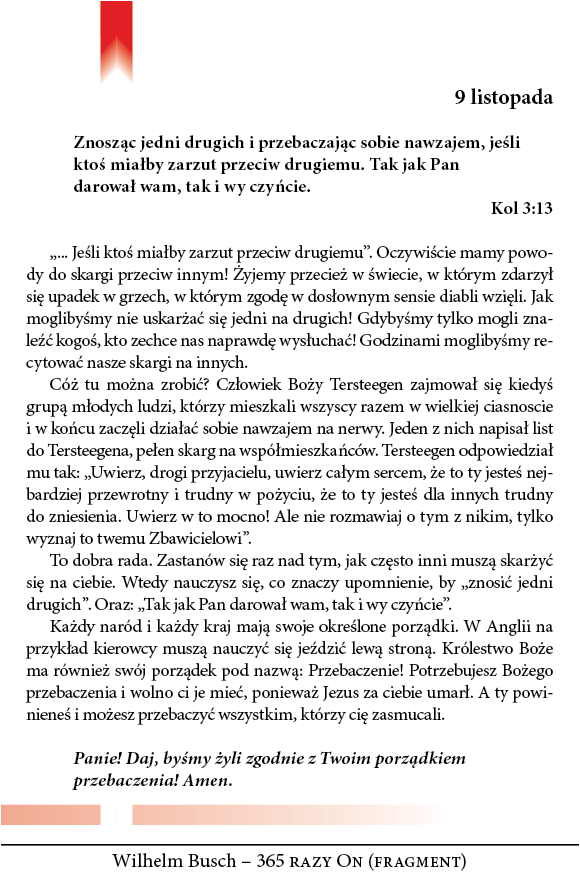 9 listopada
Znosząc jedni drugich i przebaczając sobie nawzajem, jeśli
ktoś miałby zarzut przeciw drugiemu. Tak jak Pan
darował wam, tak i wy czyńcie.
Kol 3:13
„... Jeśli ktoś miałby zarzut przeciw drugiemu”. Oczywiście mamy powo-
dy do skargi przeciw innym! Żyjemy przecież w świecie, w którym zdarzył
się upadek w grzech, w którym zgodę w dosłownym sensie diabli wzięli. Jak
moglibyśmy nie uskarżać się jedni na drugich! Gdybyśmy tylko mogli zna-
leźć kogoś, kto zechce nas naprawdę wysłuchać! Godzinami moglibyśmy re-
cytować nasze skargi na innych.
Cóż tu można zrobić? Człowiek Boży Tersteegen zajmował się kiedyś
grupą młodych ludzi, którzy mieszkali wszyscy razem w wielkiej ciasnoscie
i w końcu zaczęli działać sobie nawzajem na nerwy. Jeden z nich napisał list
do Tersteegena, pełen skarg na współmieszkańców. Tersteegen odpowiedział
mu tak: „Uwierz, drogi przyjacielu, uwierz całym sercem, że to ty jesteś nej-
bardziej przewrotny i trudny w pożyciu, że to ty jesteś dla innych trudny
do zniesienia. Uwierz w to mocno! Ale nie rozmawiaj o tym z nikim, tylko
wyznaj to twemu Zbawicielowi”.
To dobra rada. Zastanów się raz nad tym, jak często inni muszą skarżyć
się na ciebie. Wtedy nauczysz się, co znaczy upomnienie, by „znosić jedni
drugich”. Oraz: „Tak jak Pan darował wam, tak i wy czyńcie”.
Każdy naród i każdy kraj mają swoje określone porządki. W Anglii na
przykład kierowcy muszą nauczyć się jeździć lewą stroną. Królestwo Boże
ma również swój porządek pod nazwą: Przebaczenie! Potrzebujesz Bożego
przebaczenia i wolno ci je mieć, ponieważ Jezus za ciebie umarł. A ty powi-
nieneś i możesz przebaczyć wszystkim, którzy cię zasmucali.
Panie! Daj, byśmy żyli zgodnie z Twoim porządkiem
przebaczenia! Amen.
Wilhelm Busch – 365 RAZY ON (FRAGMENT)